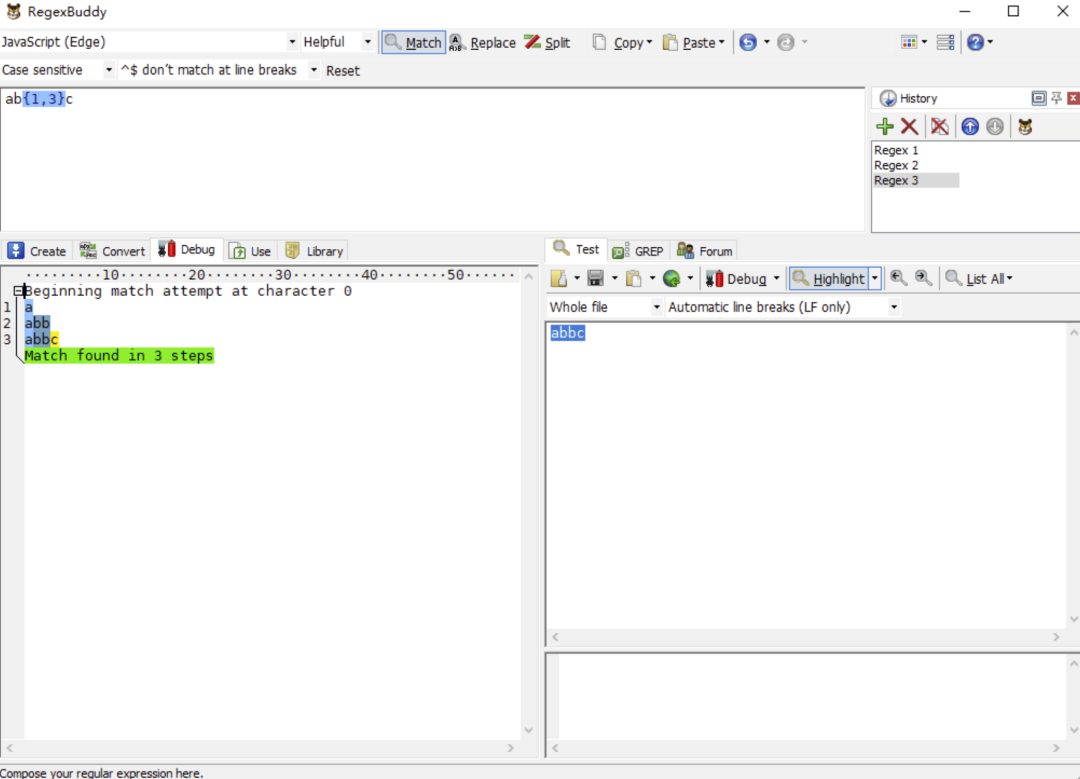 RegexBuddy
JavaScript (Edge) Helpful Match Replace Split Copy Paste
Case sensitive ^$ don't match at line breaks Reset
ab{1,3}c
History
Regex 1
Regex 2
Regex 3
Create Convert Debug Use Library
Test GREP Forum
·········10········20········30········40········50······
Beginning match attempt at character 0
1 a
2 abb
3 abbc
Match found in 3 steps
Debug Highlight List All
Whole file Automatic line breaks (LF only)
abbc
Compose your regular expression here.